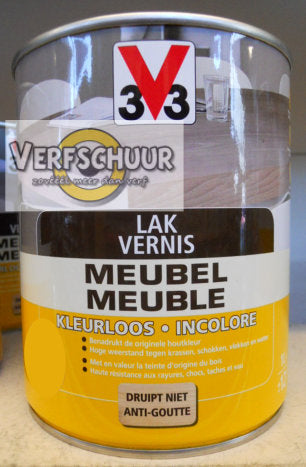 V
33
VERFSCHUUR
zoveel meer dan verf
LAK
VERNIS
MEUBEL
MEUBLE
KLEURLOOS • INCOLORE
• Benadrukt de originele houtkleur
• Hoge weerstand tegen krassen, schokken, vlekken en water
• Met en valeur la teinte d'origine du bois
• Haute résistance aux rayures, chocs, taches et eau
DRUIPT NIET
ANTI-GOUTTE